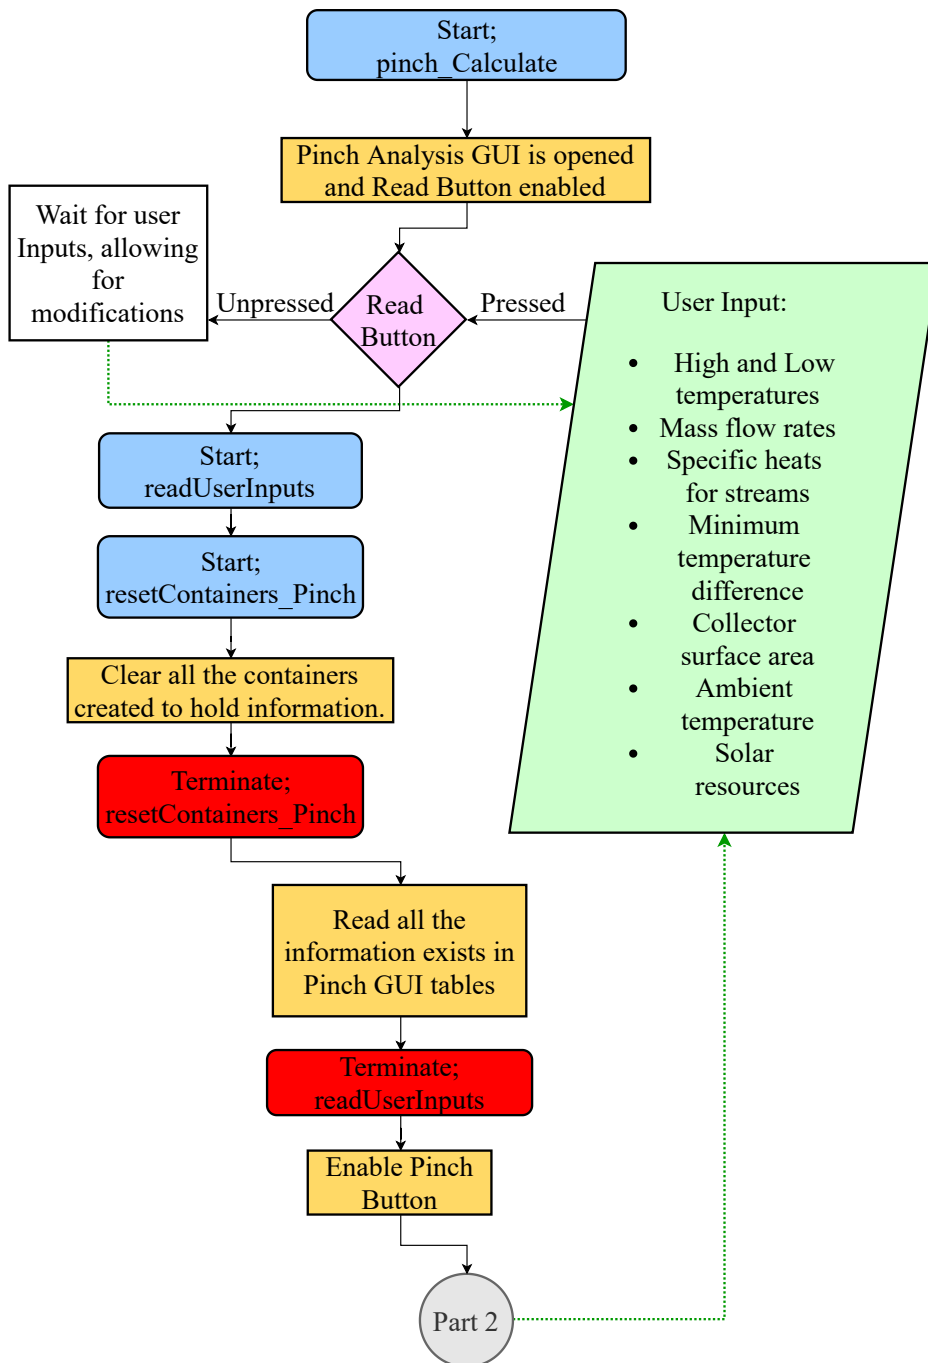 Start;
pinch_Calculate
Pinch Analysis GUI is opened
and Read Button enabled
Wait for user
Inputs, allowing
for
modifications
Unpressed
Read
Button
Pressed
User Input:
• High and Low
temperatures
• Mass flow rates
• Specific heats
for streams
• Minimum
temperature
difference
• Collector
surface area
• Ambient
temperature
• Solar
resources
Start;
readUserInputs
Start;
resetContainers_Pinch
Clear all the containers
created to hold information.
Terminate;
resetContainers_Pinch
Read all the
information exists in
Pinch GUI tables
Terminate;
readUserInputs
Enable Pinch
Button
Part 2